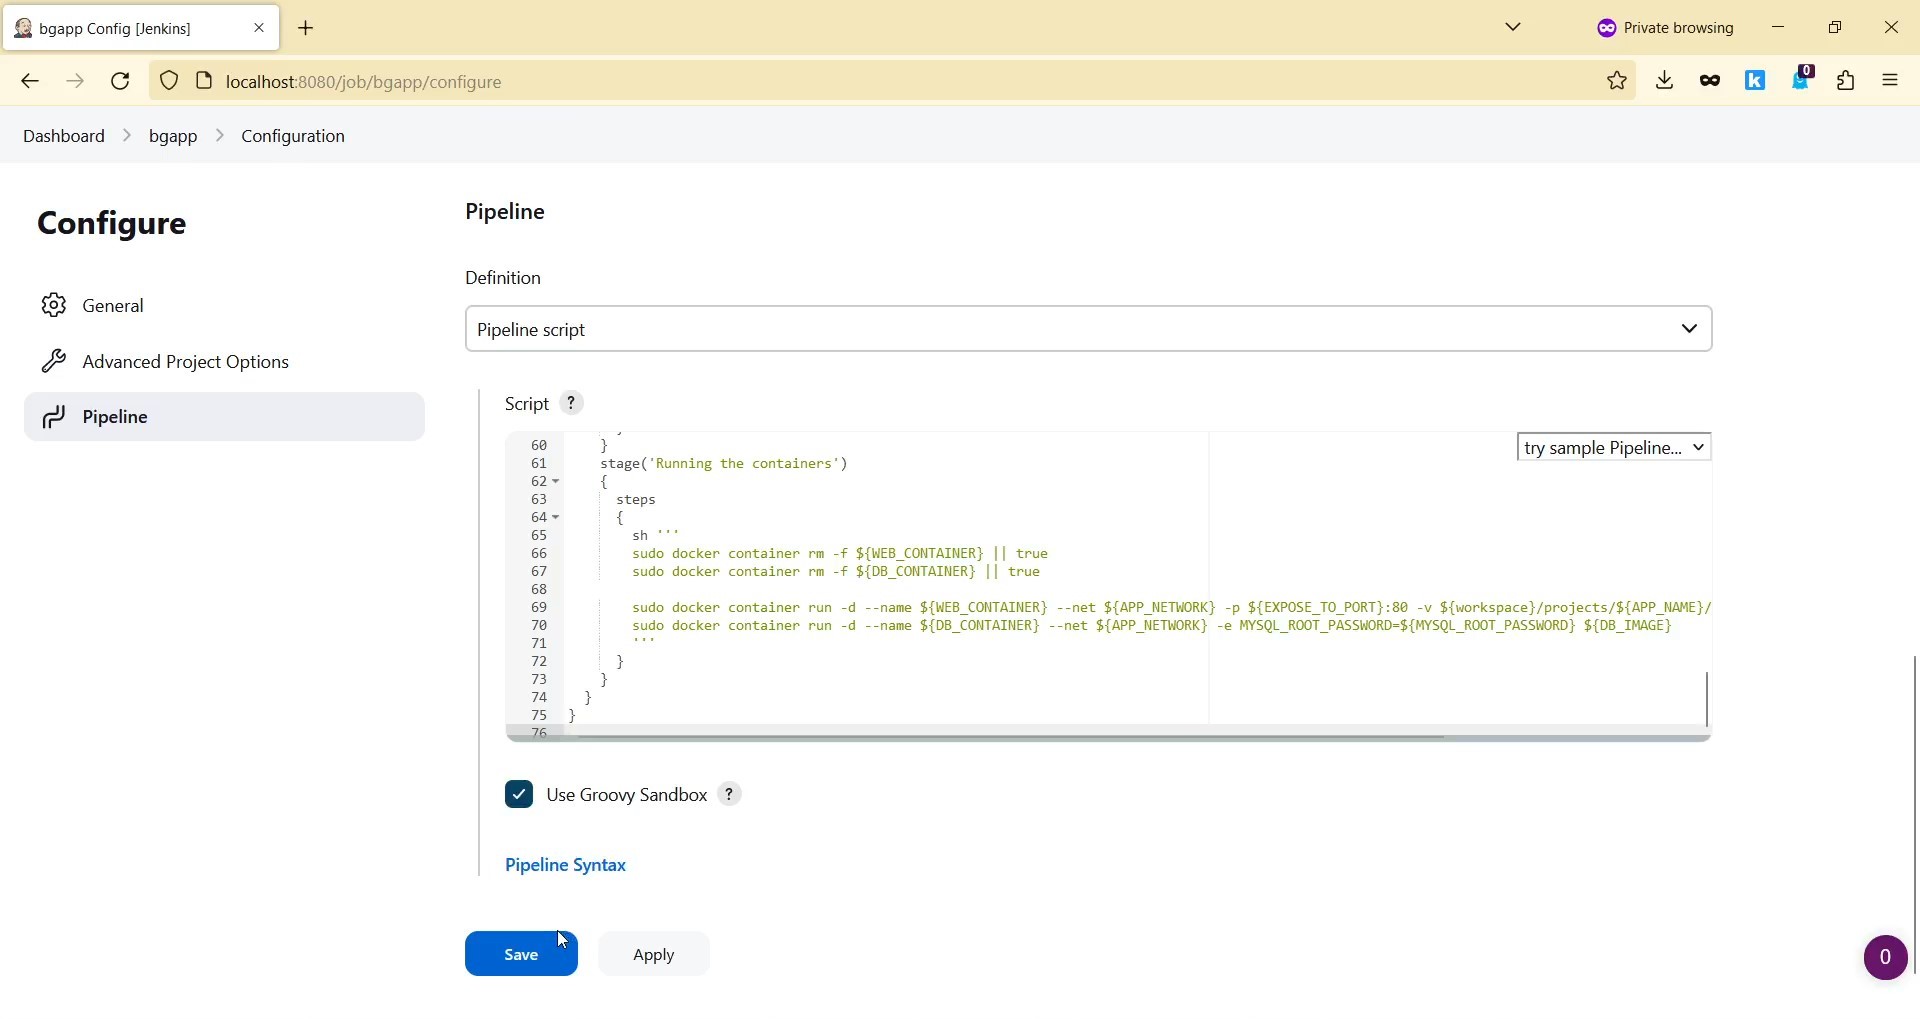 bgapp Config [Jenkins]
Private browsing
localhost:8080/job/bgapp/configure
k
0
Dashboard > bgapp > Configuration
Configure
General
Advanced Project Options
Pipeline
Pipeline
Definition
Pipeline script
Script ?
try sample Pipeline...
60 }
61 stage('Running the containers')
62 {
63 steps
64 {
65 sh '''
66 sudo docker container rm -f ${WEB_CONTAINER} || true
67 sudo docker container rm -f ${DB_CONTAINER} || true
68
69 sudo docker container run -d --name ${WEB_CONTAINER} --net ${APP_NETWORK} -p ${EXPOSE_TO_PORT}:80 -v ${workspace}/projects/${APP_NAME}/
70 sudo docker container run -d --name ${DB_CONTAINER} --net ${APP_NETWORK} -e MYSQL_ROOT_PASSWORD=${MYSQL_ROOT_PASSWORD} ${DB_IMAGE}
71 '''
72 }
73 }
74 }
75 }
76
Use Groovy Sandbox ?
Pipeline Syntax
Save
Apply
0